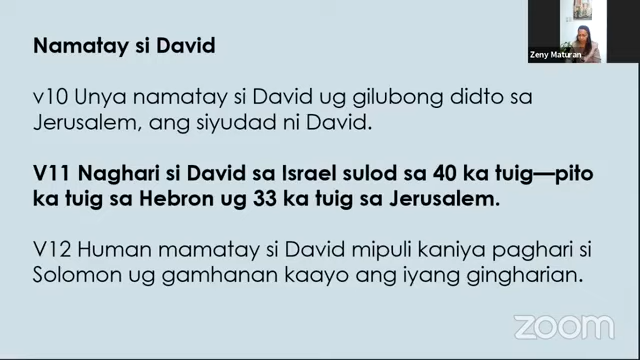 Zeny Maturan
Namatay si David
v10 Unya namatay si David ug gilubong didto sa
Jerusalem, ang siyudad ni David.
V11 Naghari si David sa Israel sulod sa 40 ka tuig—pito
ka tuig sa Hebron ug 33 ka tuig sa Jerusalem.
V12 Human mamatay si David mipuli kaniya paghari si
Solomon ug gamhanan kaayo ang iyang gingharian.
zoom